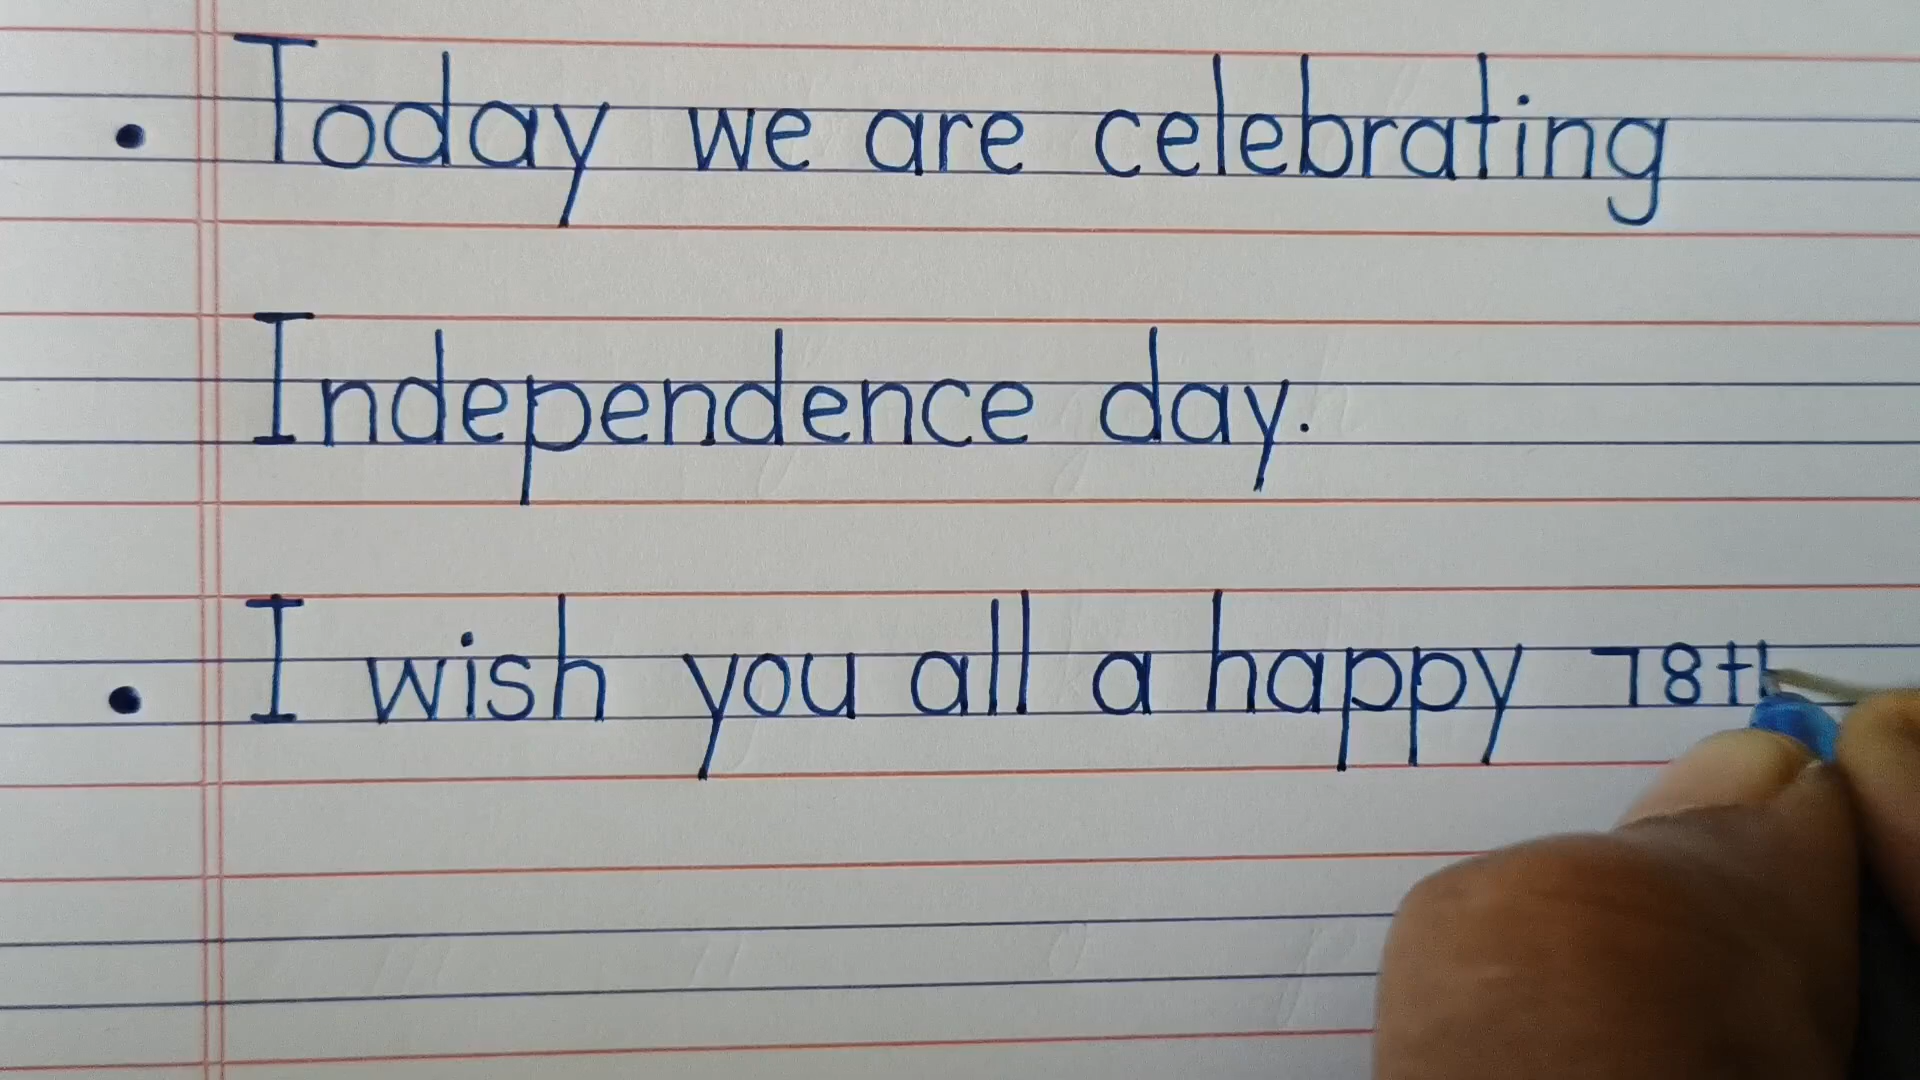 • Today we are celebrating
Independence day.
• I wish you all a happy 78th